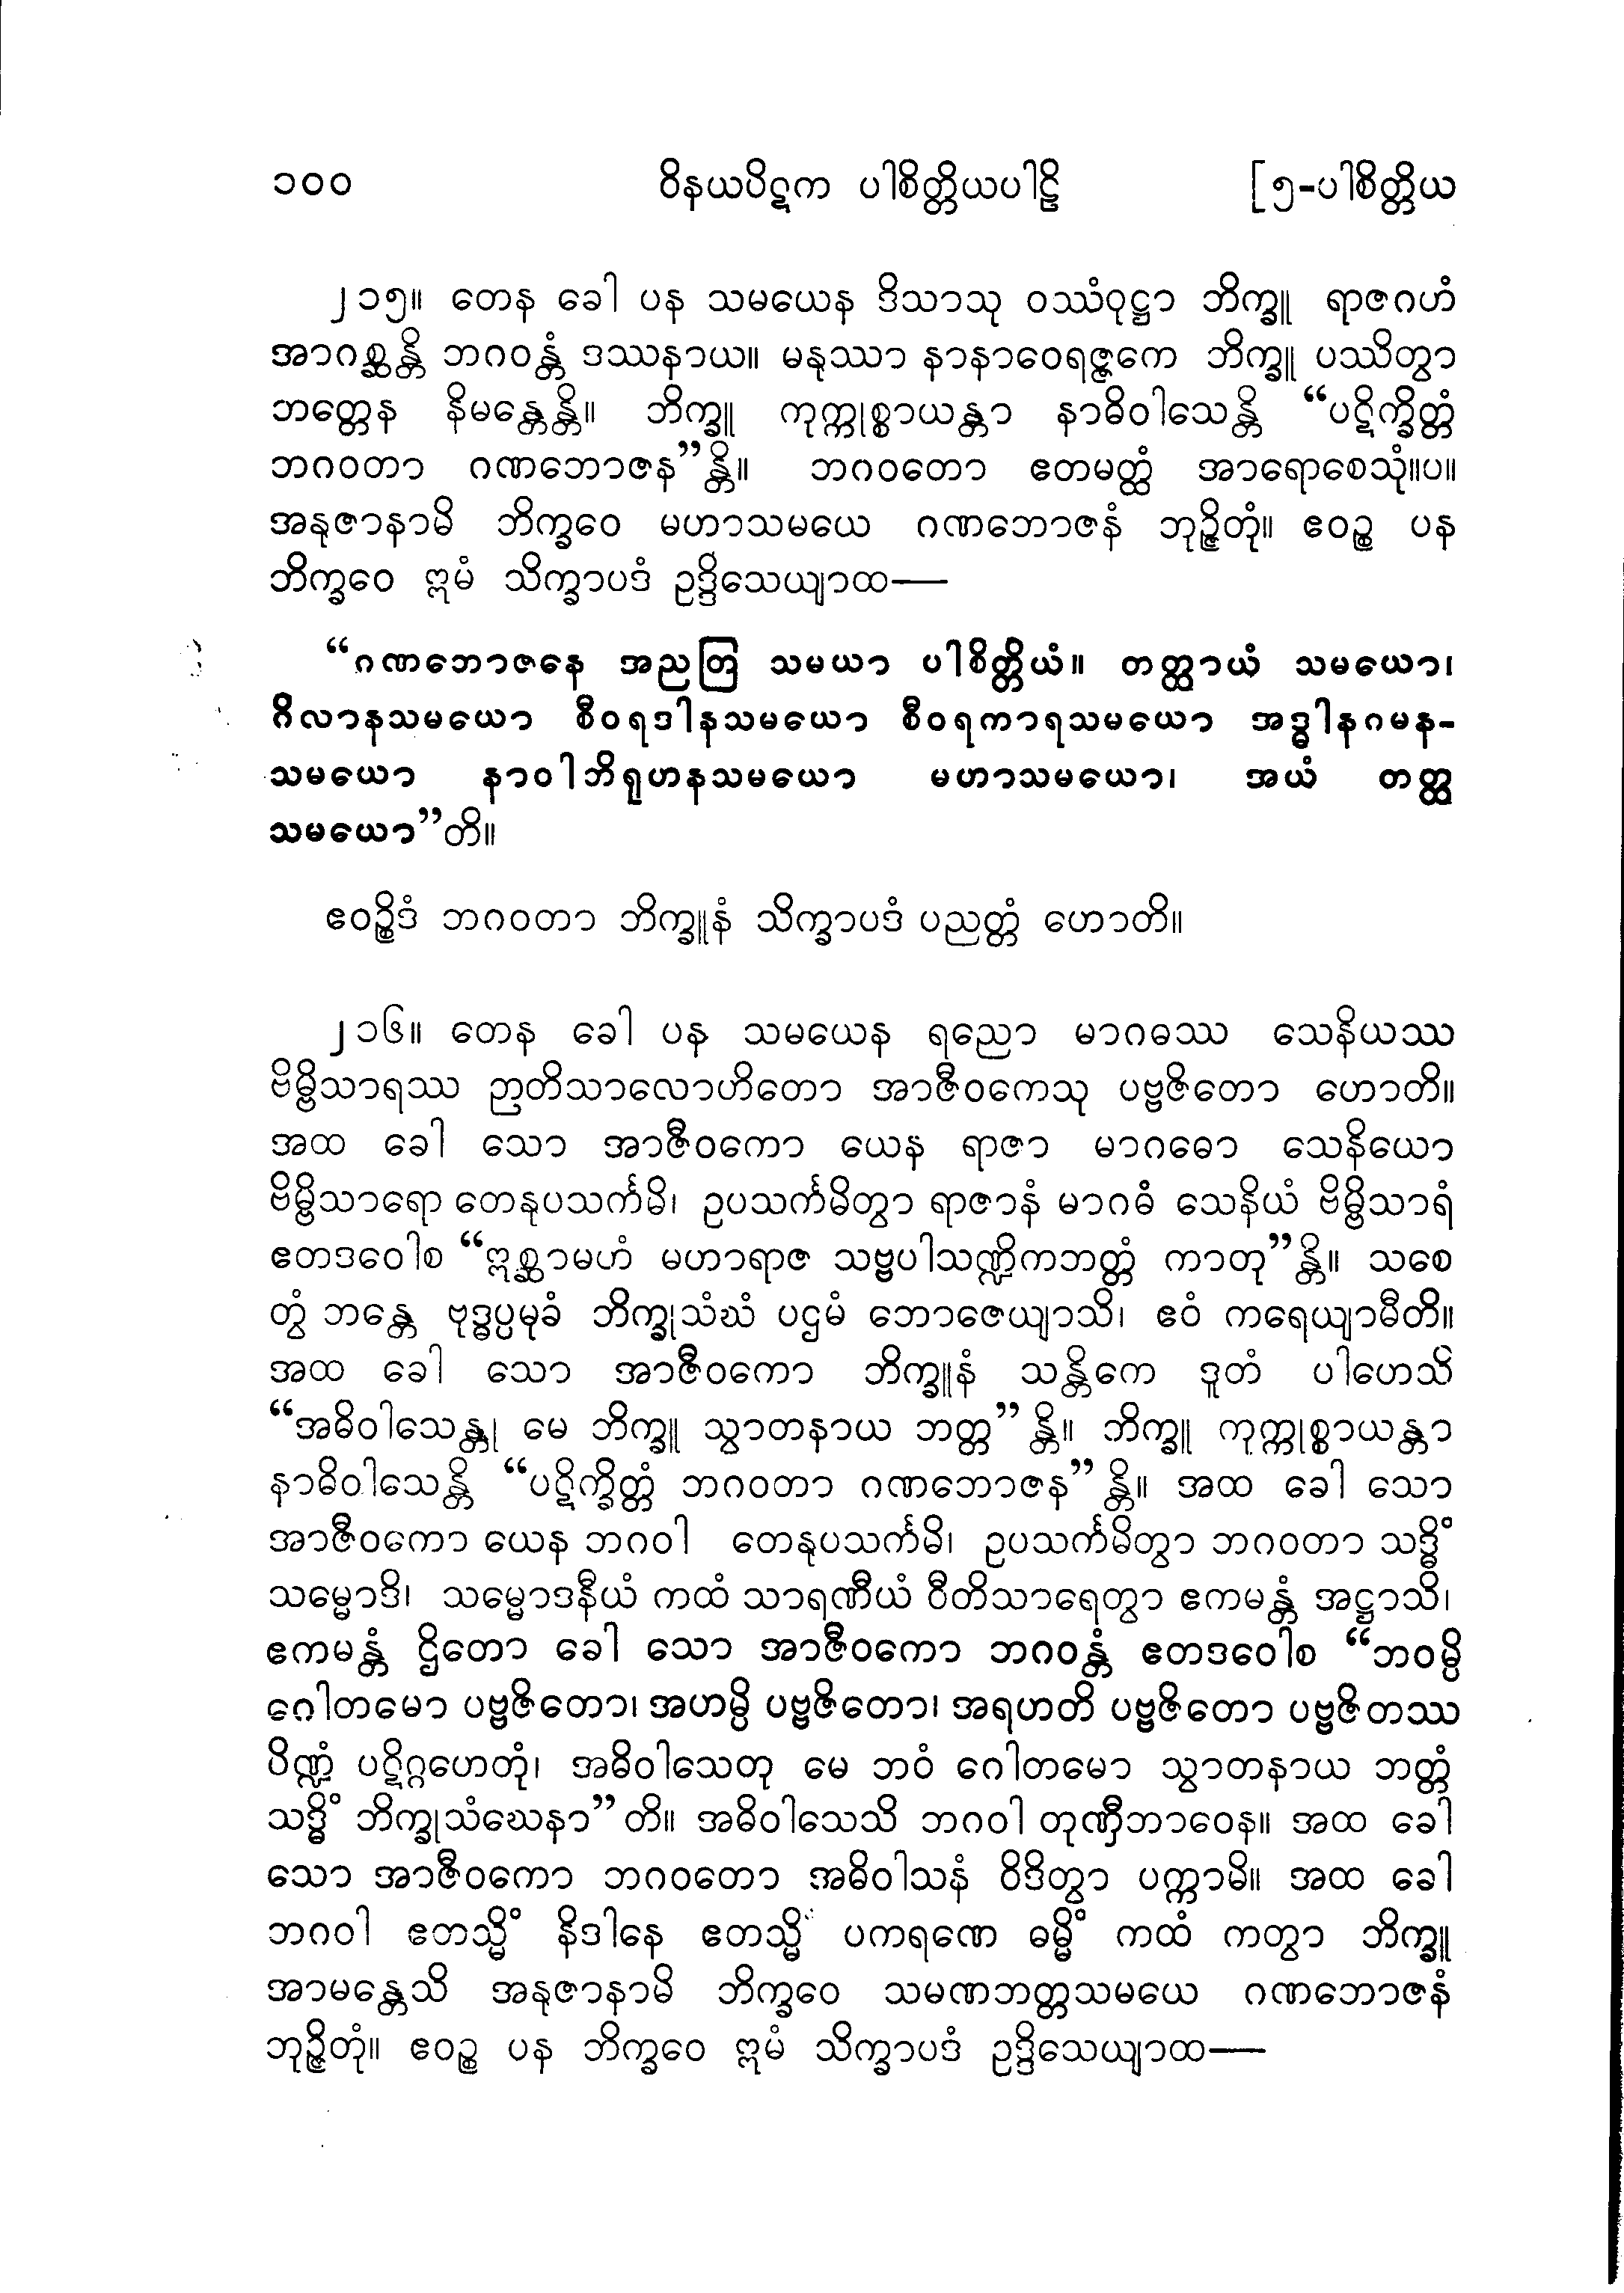 ၁၀၀ ဝိနယပိဋက ပါစိတ္တိယပါဠိ [၅-ပါစိတ္တိယ
၂၁၅။ တေန ခေါ ပန သမယေန ဒိသာသု ဝဿံဝုဋ္ဌာ ဘိက္ခူ ရာဇဂဟံ
အာဂစ္ဆန္တိ ဘဂဝန္တံ ဒဿနာယ။ မနုဿာ နာနာဝေရဇ္ဇကေ ဘိက္ခူ ပဿိတွာ
ဘတ္တေန နိမန္တေန္တိ။ ဘိက္ခူ ကုက္ကုစ္စာယန္တာ နာဓိဝါသေန္တိ “ပဋိက္ခိတ္တံ
ဘဂဝတာ ဂဏဘောဇန”န္တိ။ ဘဂဝတော ဧတမတ္ထံ အာရောစေသုံ။ပ။
အနုဇာနာမိ ဘိက္ခဝေ မဟာသမယေ ဂဏဘောဇနံ ဘုဉ္ဇိတုံ။ ဧဝဉ္စ ပန
ဘိက္ခဝေ ဣမံ သိက္ခာပဒံ ဥဒ္ဒိသေယျာထ—
“ဂဏဘောဇနေ အညတြ သမယာ ပါစိတ္တိယံ။ တတ္ထာယံ သမယော၊
ဂိလာနသမယော စီဝရဒါနသမယော စီဝရကာရသမယော အဒ္ဓါနဂမန-
သမယော နာဝါဘိရုဟနသမယော မဟာသမယော၊ အယံ တတ္ထ
သမယော”တိ။
ဧဝဉ္စိဒံ ဘဂဝတာ ဘိက္ခူနံ သိက္ခာပဒံ ပညတ္တံ ဟောတိ။
၂၁၆။ တေန ခေါ ပန သမယေန ရညော မာဂဓဿ သေနိယဿ
ဗိမ္ဗိသာရဿ ဉာတိသာလောဟိတော အာဇီဝကေသု ပဗ္ဗဇိတော ဟောတိ။
အထ ခေါ သော အာဇီဝကော ယေန ရာဇာ မာဂဓော သေနိယော
ဗိမ္ဗိသာရော တေနုပသင်္ကမိ၊ ဥပသင်္ကမိတွာ ရာဇာနံ မာဂဓံ သေနိယံ ဗိမ္ဗိသာရံ
ဧတဒဝေါစ “ဣစ္ဆာမဟံ မဟာရာဇ သဗ္ဗပါသဏ္ဍိကဘတ္တံ ကာတု”န္တိ။ သစေ
တွံ ဘန္တေ ဗုဒ္ဓပ္ပမုခံ ဘိက္ခုသံဃံ ပဌမံ ဘောဇေယျာသိ၊ ဧဝံ ကရေယျာမီတိ။
အထ ခေါ သော အာဇီဝကော ဘိက္ခူနံ သန္တိကေ ဒူတံ ပါဟေသိ
“အဓိဝါသေန္တု မေ ဘိက္ခူ သွာတနာယ ဘတ္တ”န္တိ။ ဘိက္ခူ ကုက္ကုစ္စာယန္တာ
နာဓိဝါသေန္တိ “ပဋိက္ခိတ္တံ ဘဂဝတာ ဂဏဘောဇန”န္တိ။ အထ ခေါ သော
အာဇီဝကော ယေန ဘဂဝါ တေနုပသင်္ကမိ၊ ဥပသင်္ကမိတွာ ဘဂဝတာ သဒ္ဓိံ
သမ္မောဒိ၊ သမ္မောဒနီယံ ကထံ သာရဏီယံ ဝီတိသာရေတွာ ဧကမန္တံ အဋ္ဌာသိ၊
ဧကမန္တံ ဌိတော ခေါ သော အာဇီဝကော ဘဂဝန္တံ ဧတဒဝေါစ “ဘဝမ္ပိ
ဂေါတမော ပဗ္ဗဇိတော၊ အဟမ္ပိ ပဗ္ဗဇိတော၊ အရဟတိ ပဗ္ဗဇိတော ပဗ္ဗဇိတဿ
ပိဏ္ဍံ ပဋိဂ္ဂဟေတုံ၊ အဓိဝါသေတု မေ ဘဝံ ဂေါတမော သွာတနာယ ဘတ္တံ
သဒ္ဓိံ ဘိက္ခုသံဃေနာ”တိ။ အဓိဝါသေသိ ဘဂဝါ တုဏှီဘာဝေန။ အထ ခေါ
သော အာဇီဝကော ဘဂဝတော အဓိဝါသနံ ဝိဒိတွာ ပက္ကာမိ။ အထ ခေါ
ဘဂဝါ ဧတသ္မိံ နိဒါနေ ဧတသ္မိံ ပကရဏေ ဓမ္မိံ ကထံ ကတွာ ဘိက္ခူ
အာမန္တေသိ အနုဇာနာမိ ဘိက္ခဝေ သမဏဘတ္တသမယေ ဂဏဘောဇနံ
ဘုဉ္ဇိတုံ။ ဧဝဉ္စ ပန ဘိက္ခဝေ ဣမံ သိက္ခာပဒံ ဥဒ္ဒိသေယျာထ—